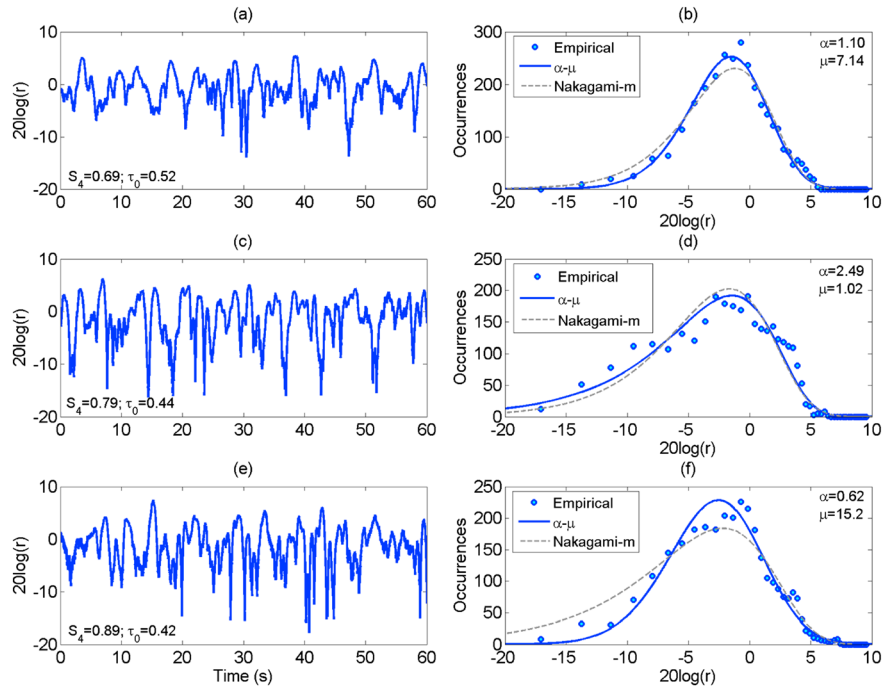 (a)
20log(r)
10
0
-10
-20
0 10 20 30 40 50 60
S4=0.69; τ0=0.52
(b)
Occurrences
300
200
100
0
-20 -15 -10 -5 0 5 10
20log(r)
Empirical
α-μ
Nakagami-m
α=1.10
μ=7.14
(c)
20log(r)
10
0
-10
-20
0 10 20 30 40 50 60
S4=0.79; τ0=0.44
(d)
Occurrences
250
200
150
100
50
0
-20 -15 -10 -5 0 5 10
20log(r)
Empirical
α-μ
Nakagami-m
α=2.49
μ=1.02
(e)
20log(r)
10
0
-10
-20
0 10 20 30 40 50 60
Time (s)
S4=0.89; τ0=0.42
(f)
Occurrences
250
200
150
100
50
0
-20 -15 -10 -5 0 5 10
20log(r)
Empirical
α-μ
Nakagami-m
α=0.62
μ=15.2